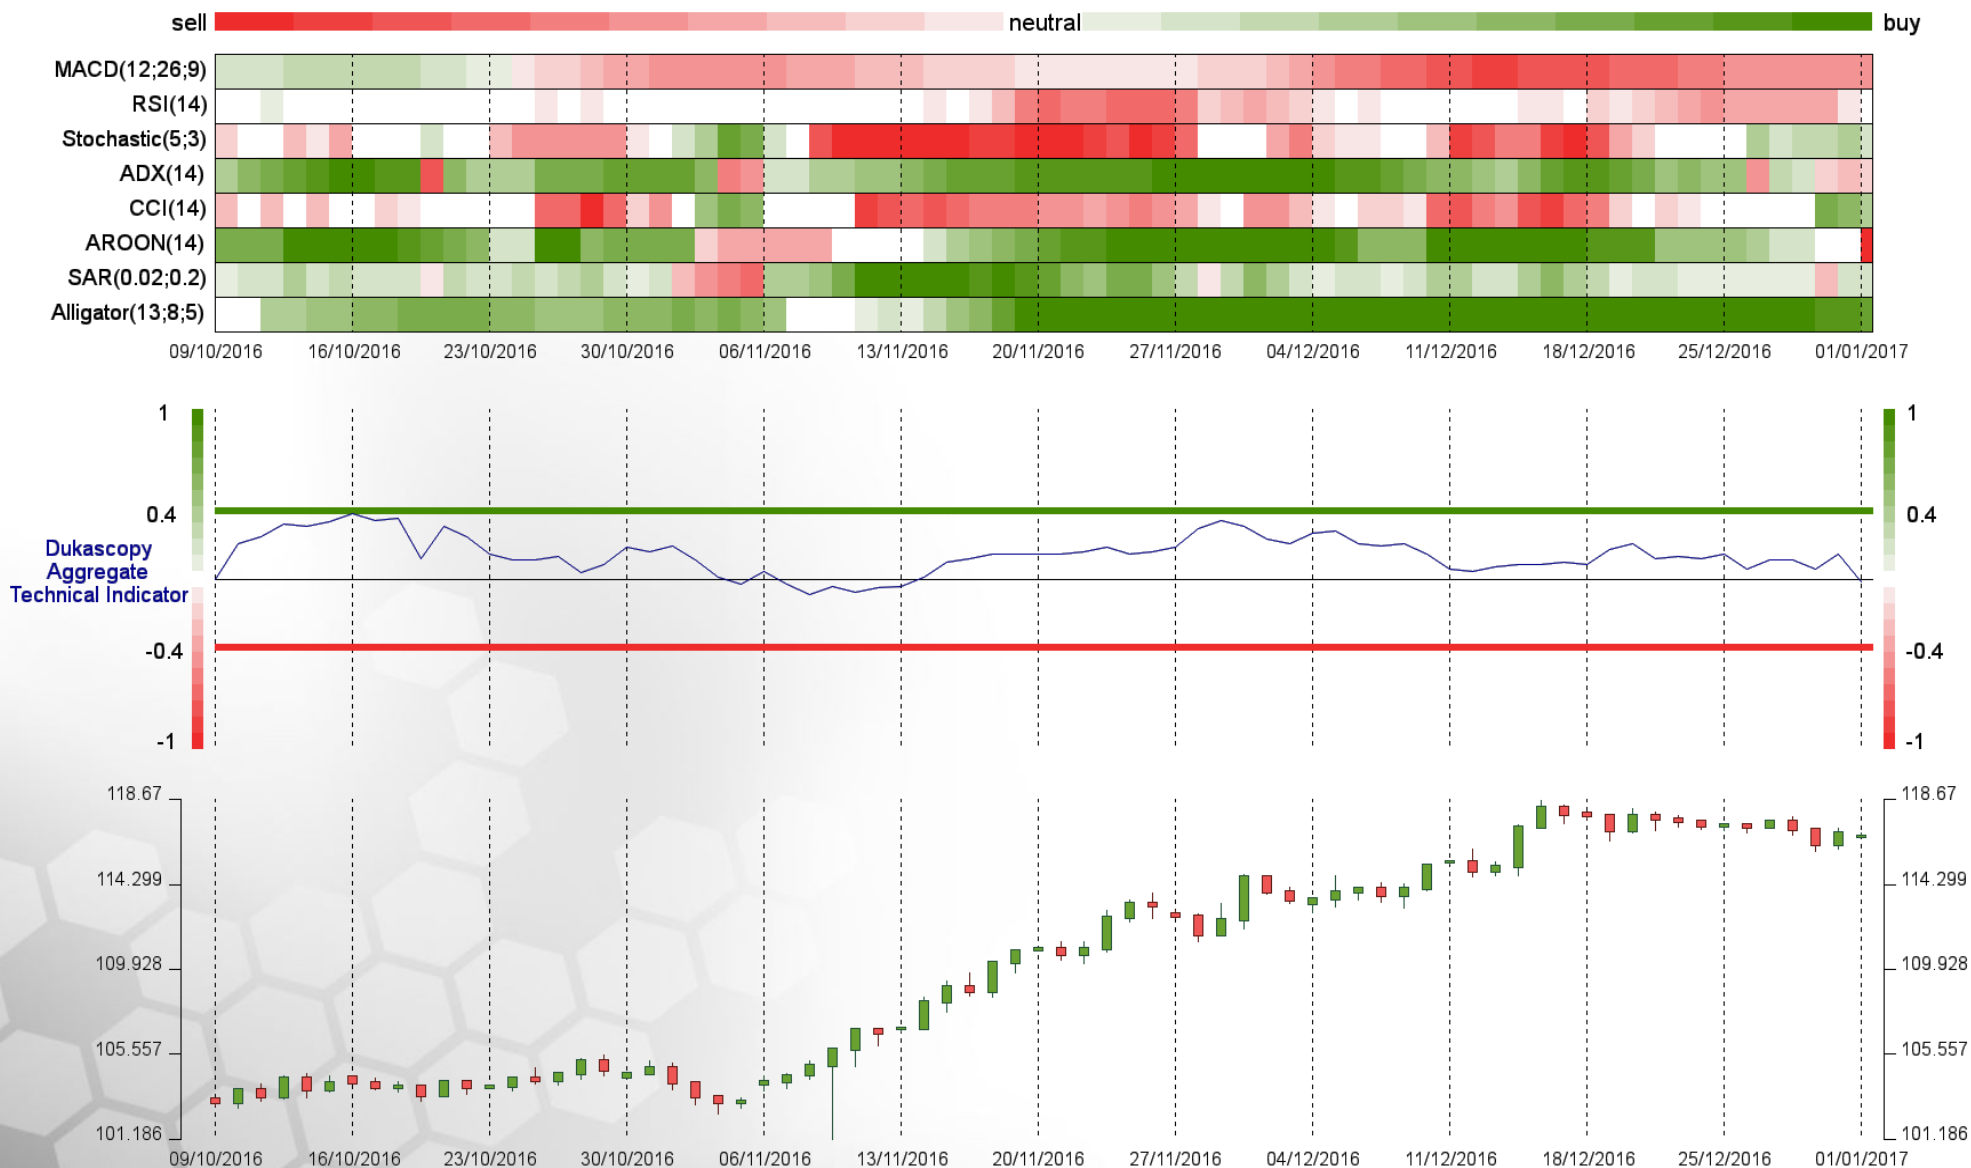 sell neutral buy
MACD(12;26;9)
RSI(14)
Stochastic(5;3)
ADX(14)
CCI(14)
AROON(14)
SAR(0.02;0.2)
Alligator(13;8;5)
09/10/2016 16/10/2016 23/10/2016 30/10/2016 06/11/2016 13/11/2016 20/11/2016 27/11/2016 04/12/2016 11/12/2016 18/12/2016 25/12/2016 01/01/2017
1 1
0.4 0.4
Dukascopy
Aggregate
Technical Indicator
-0.4 -0.4
-1 -1
118.67 118.67
114.299 114.299
109.928 109.928
105.557 105.557
101.186 101.186
09/10/2016 16/10/2016 23/10/2016 30/10/2016 06/11/2016 13/11/2016 20/11/2016 27/11/2016 04/12/2016 11/12/2016 18/12/2016 25/12/2016 01/01/2017